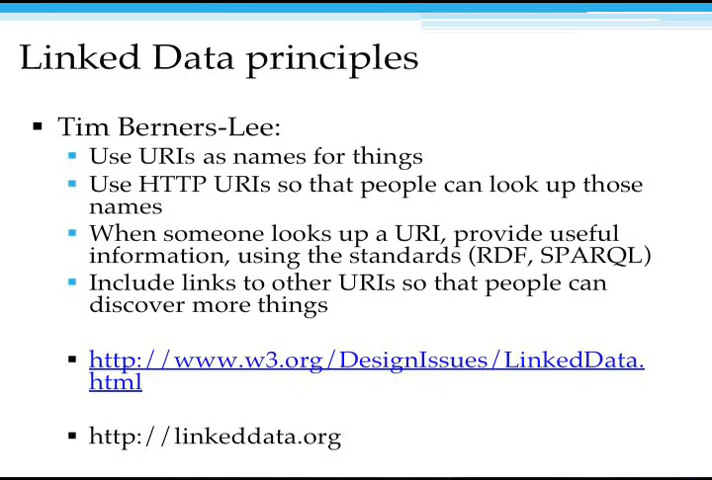 Linked Data principles
Tim Berners-Lee:
Use URIs as names for things
Use HTTP URIs so that people can look up those
names
When someone looks up a URI, provide useful
information, using the standards (RDF, SPARQL)
Include links to other URIs so that people can
discover more things
http://www.w3.org/DesignIssues/LinkedData.
html
http://linkeddata.org